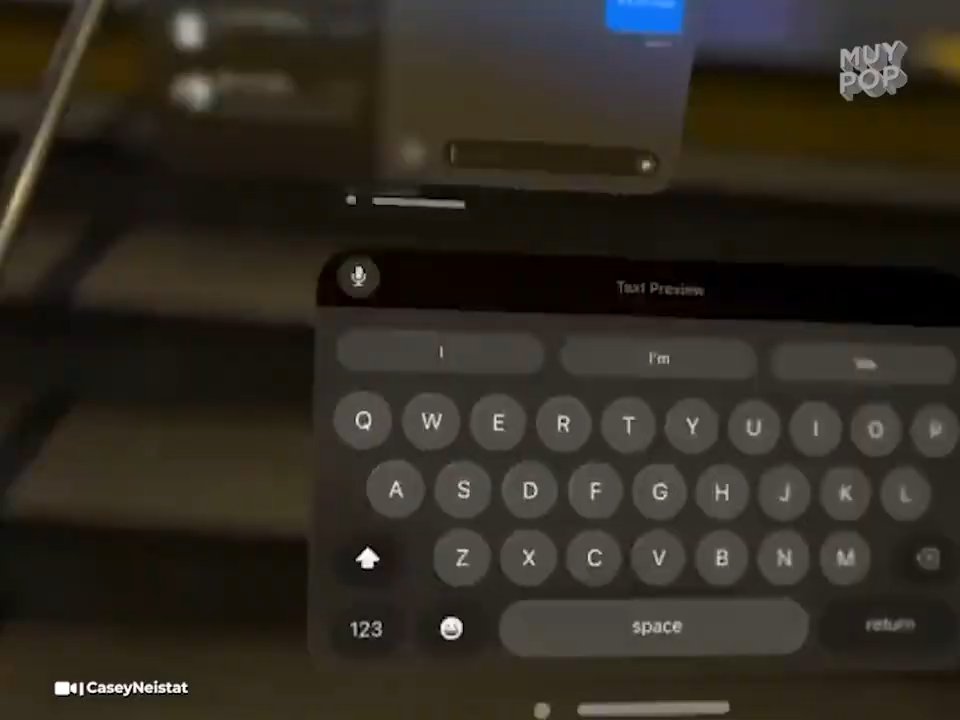 MUY
POP
Text Preview
I
I'm
Q W E R T Y U I O P
A S D F G H J K L
Z X C V B N M
123
space
return
CaseyNeistat